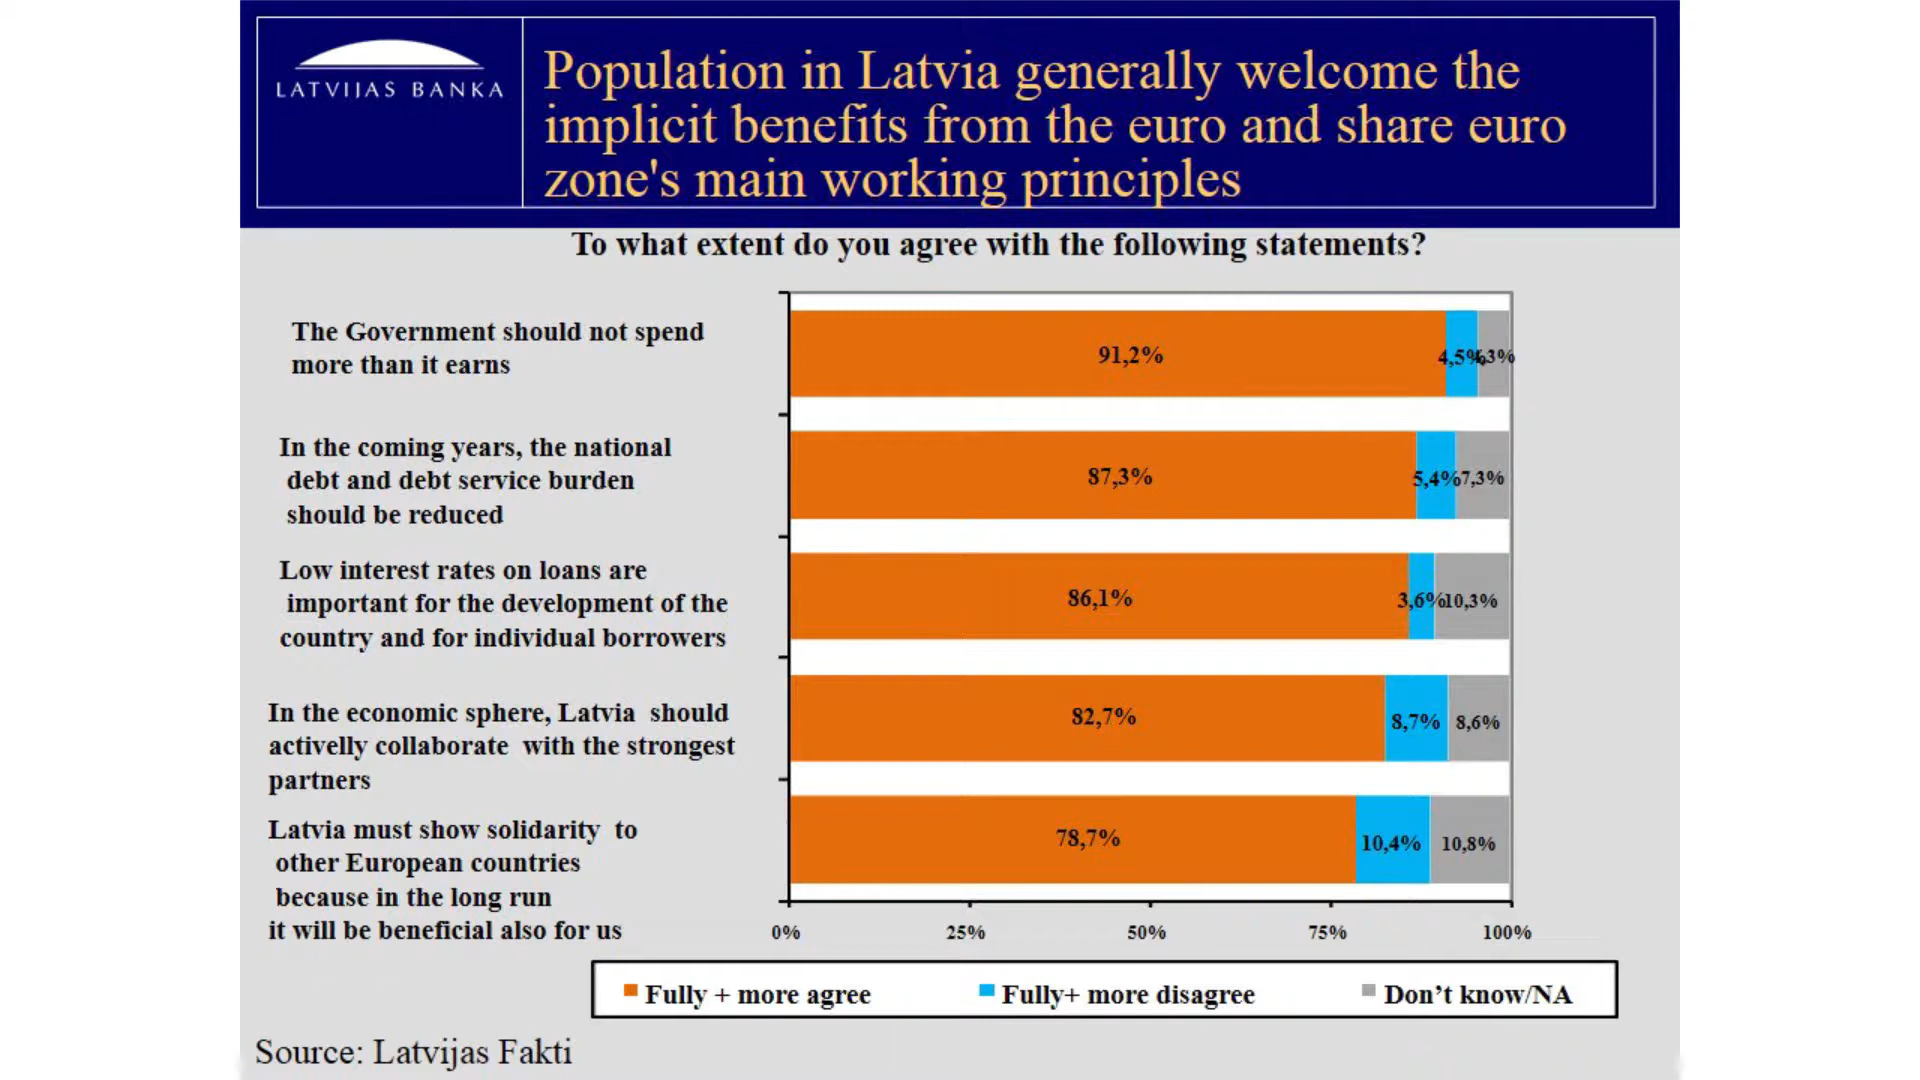 LATVIJAS BANKA
Population in Latvia generally welcome the
implicit benefits from the euro and share euro
zone's main working principles
To what extent do you agree with the following statements?
The Government should not spend
more than it earns
91,2%
4,5%
4,3%
In the coming years, the national
debt and debt service burden
should be reduced
87,3%
5,4%
7,3%
Low interest rates on loans are
important for the development of the
country and for individual borrowers
86,1%
3,6%
10,3%
In the economic sphere, Latvia should
activelly collaborate with the strongest
partners
82,7%
8,7%
8,6%
Latvia must show solidarity to
other European countries
because in the long run
it will be beneficial also for us
78,7%
10,4%
10,8%
0% 25% 50% 75% 100%
Fully + more agree Fully+ more disagree Don’t know/NA
Source: Latvijas Fakti